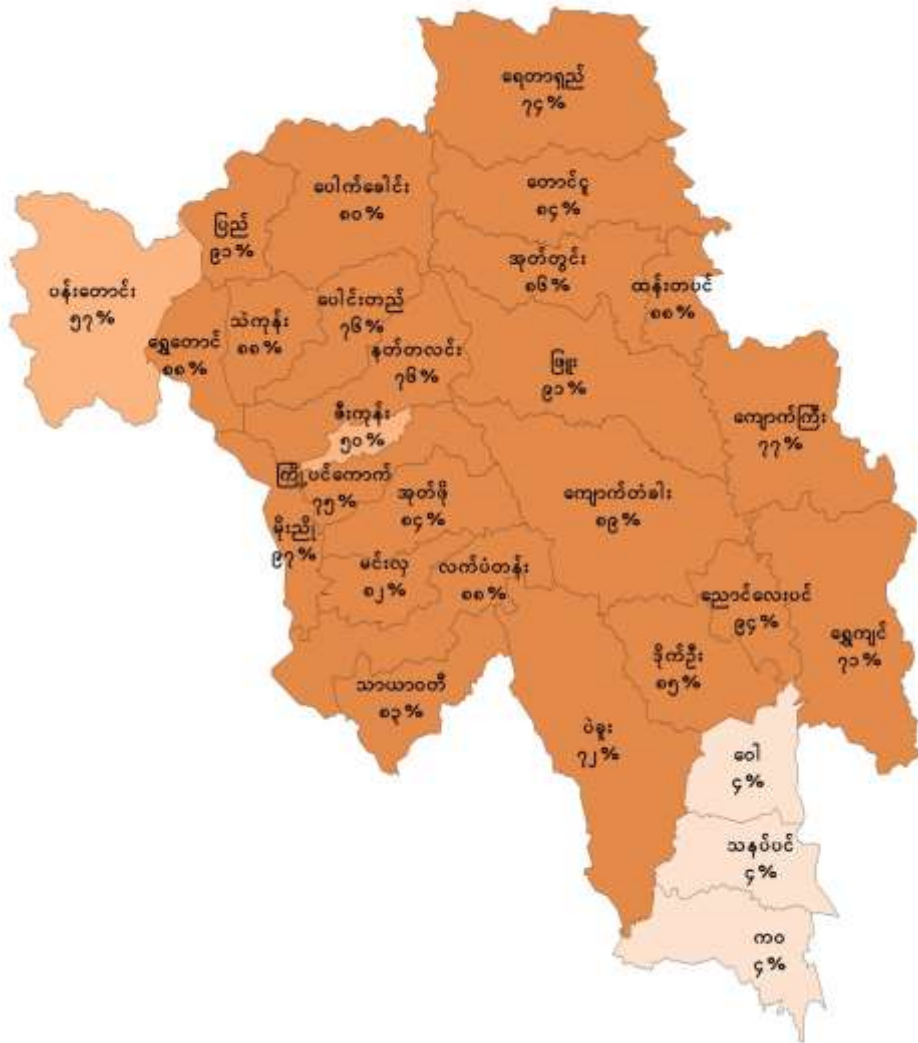 ရေတာရှည်
၇၄%
တောင်ငူ
၈၄%
ပေါက်ခေါင်း
၈၀%
ပြည်
၉၁%
အုတ်တွင်း
၈၆%
ထန်းတပင်
၈၈%
ပန်းတောင်း
၅၇%
ပေါင်းတည်
၇၆%
သဲကုန်း
၈၈%
ရွှေတောင်
၈၈%
နတ်တလင်း
၇၆%
ဖြူး
၉၁%
ဇီးကုန်း
၅၀%
ကျောက်ကြီး
၇၇%
ကြို့ပင်ကောက်
၇၅%
အုတ်ဖို
၈၄%
ကျောက်တံခါး
၈၉%
မိုးညို
၉၇%
မင်းလှ
၈၂%
လက်ပံတန်း
၈၈%
ညောင်လေးပင်
၉၄%
ရွှေကျင်
၇၁%
ဒိုက်ဦး
၈၅%
သာယာဝတီ
၈၃%
ပဲခူး
၇၂%
ဝေါ
၄%
သနပ်ပင်
၄%
ကဝ
၄%